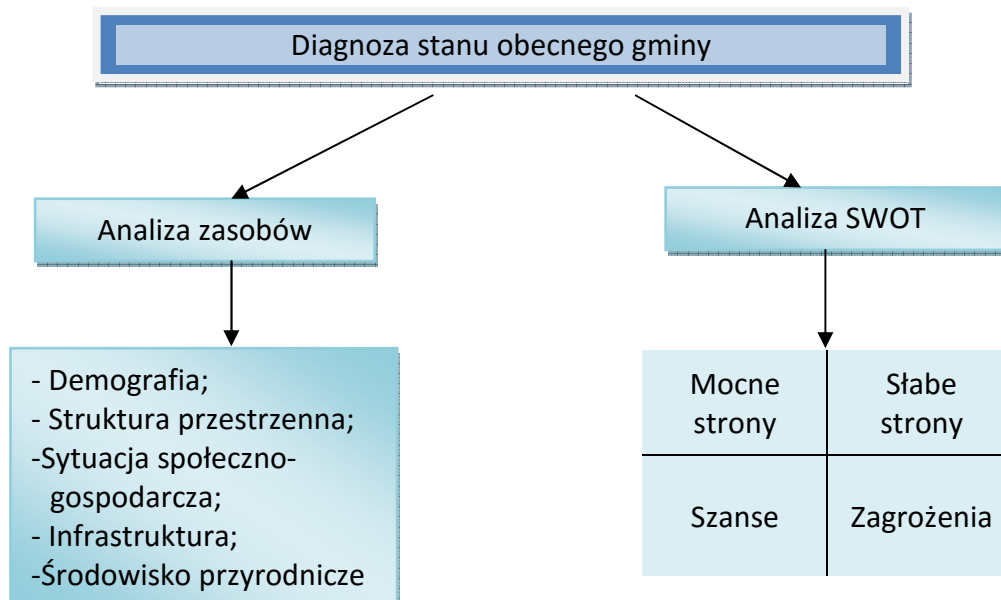 Diagnoza stanu obecnego gminy
Analiza zasobów
Analiza SWOT
- Demografia;
- Struktura przestrzenna;
-Sytuacja społeczno-
gospodarcza;
- Infrastruktura;
-Środowisko przyrodnicze
Mocne
strony
Słabe
strony
Szanse
Zagrożenia